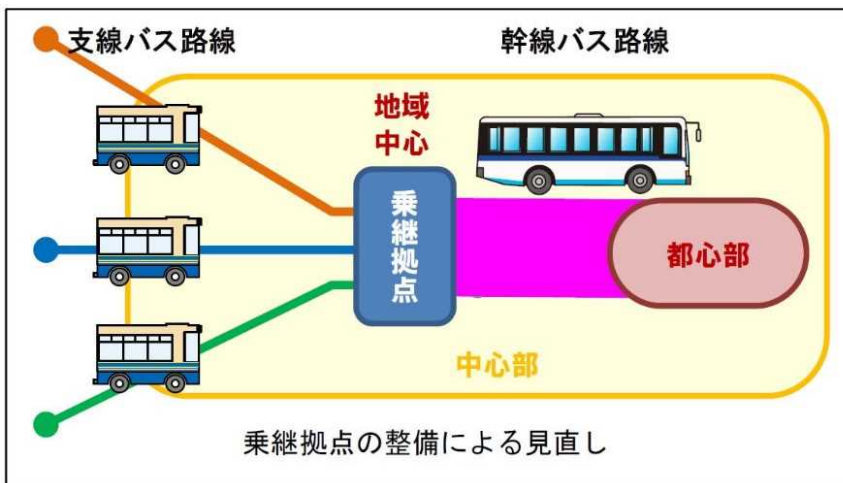 支線バス路線
幹線バス路線
地域
中心
乗継拠点
都心部
中心部
乗継拠点の整備による見直し